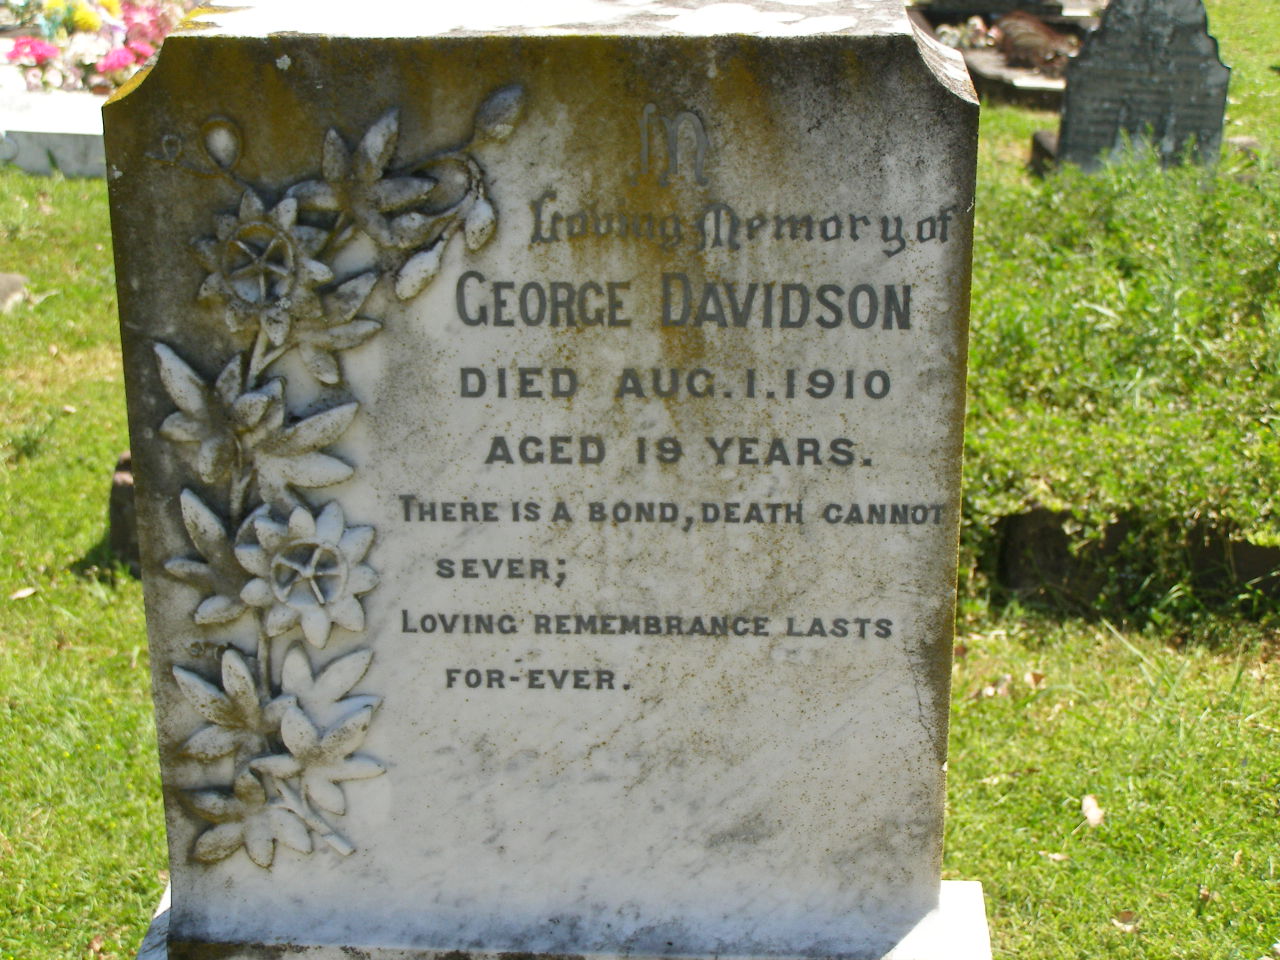 In
Loving Memory of
GEORGE DAVIDSON
DIED AUG. 1. 1910
AGED 19 YEARS.
THERE IS A BOND, DEATH CANNOT
SEVER;
LOVING REMEMBRANCE LASTS
FOR-EVER.